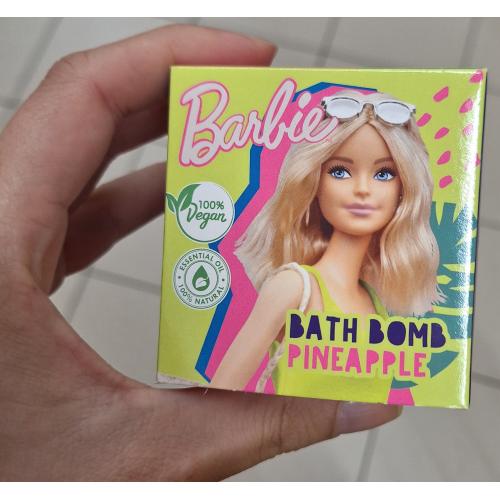 Barbie
100%
Vegan
ESSENTIAL OIL
100% NATURAL
BATH BOMB
PINEAPPLE